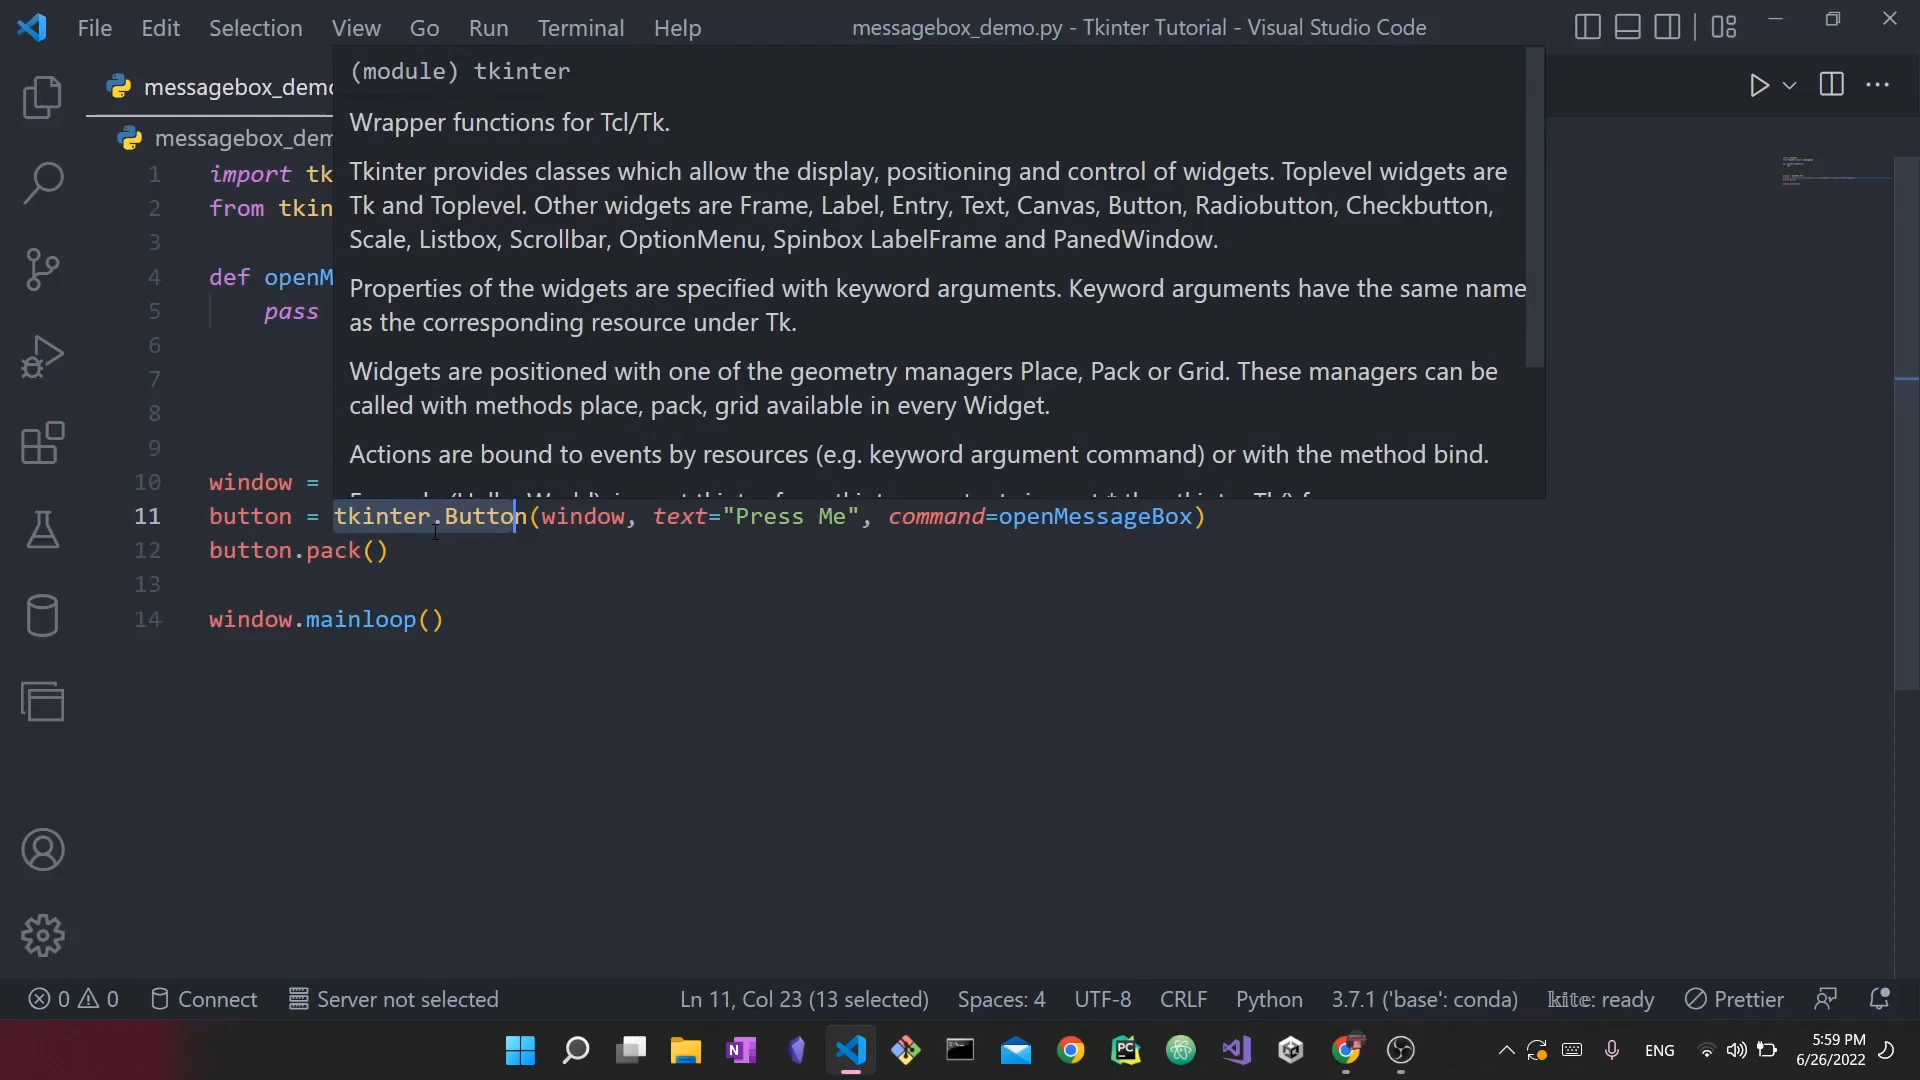 File Edit Selection View Go Run Terminal Help messagebox_demo.py - Tkinter Tutorial - Visual Studio Code
messagebox_demo
messagebox_dem
(module) tkinter
Wrapper functions for Tcl/Tk.
Tkinter provides classes which allow the display, positioning and control of widgets. Toplevel widgets are
Tk and Toplevel. Other widgets are Frame, Label, Entry, Text, Canvas, Button, Radiobutton, Checkbutton,
Scale, Listbox, Scrollbar, OptionMenu, Spinbox LabelFrame and PanedWindow.
Properties of the widgets are specified with keyword arguments. Keyword arguments have the same name
as the corresponding resource under Tk.
Widgets are positioned with one of the geometry managers Place, Pack or Grid. These managers can be
called with methods place, pack, grid available in every Widget.
Actions are bound to events by resources (e.g. keyword argument command) or with the method bind.
1 import tk
2 from tkin
3
4 def openM
5 pass
6
7
8
9
10 window =
11 button = tkinter.Button(window, text="Press Me", command=openMessageBox)
12 button.pack()
13
14 window.mainloop()
0 0 Connect Server not selected Ln 11, Col 23 (13 selected) Spaces: 4 UTF-8 CRLF Python 3.7.1 ('base': conda) kite: ready Prettier
ENG 5:59 PM
6/26/2022